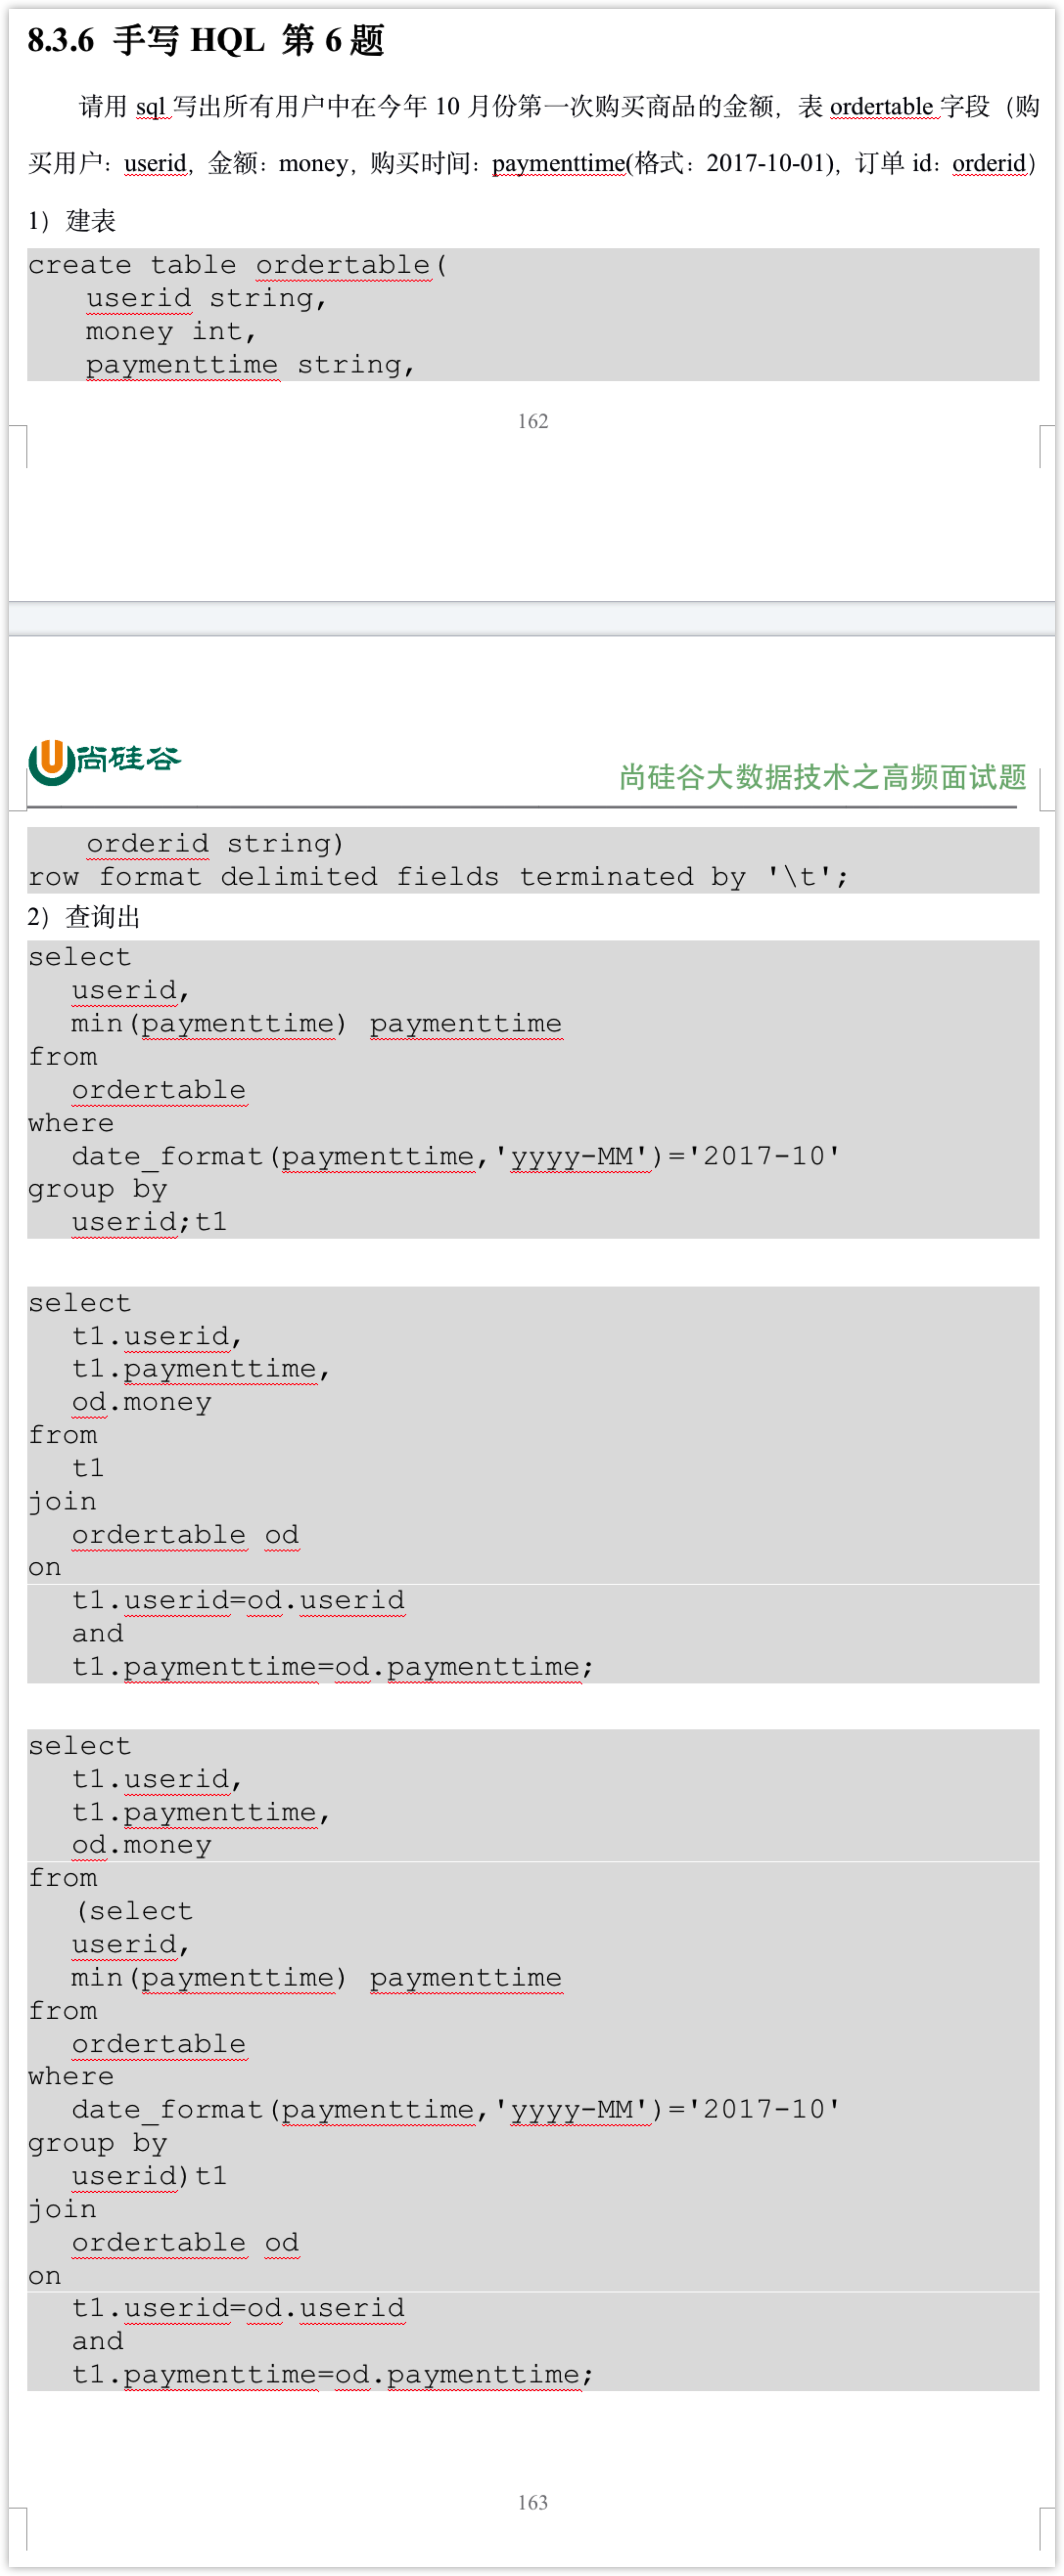 8.3.6 手写 HQL 第 6 题
请用 sql 写出所有用户中在今年 10 月份第一次购买商品的金额，表 ordertable 字段（购
买用户：userid，金额：money，购买时间：paymenttime(格式：2017-10-01)，订单 id：orderid）
1）建表
create table ordertable(
userid string,
money int,
paymenttime string,
162
尚硅谷
尚硅谷大数据技术之高频面试题
orderid string)
row format delimited fields terminated by '\t';
2）查询出
select
userid,
min(paymenttime) paymenttime
from
ordertable
where
date_format(paymenttime,'yyyy-MM')='2017-10'
group by
userid;t1
select
t1.userid,
t1.paymenttime,
od.money
from
t1
join
ordertable od
on
t1.userid=od.userid
and
t1.paymenttime=od.paymenttime;
select
t1.userid,
t1.paymenttime,
od.money
from
(select
userid,
min(paymenttime) paymenttime
from
ordertable
where
date_format(paymenttime,'yyyy-MM')='2017-10'
group by
userid)t1
join
ordertable od
on
t1.userid=od.userid
and
t1.paymenttime=od.paymenttime;
163